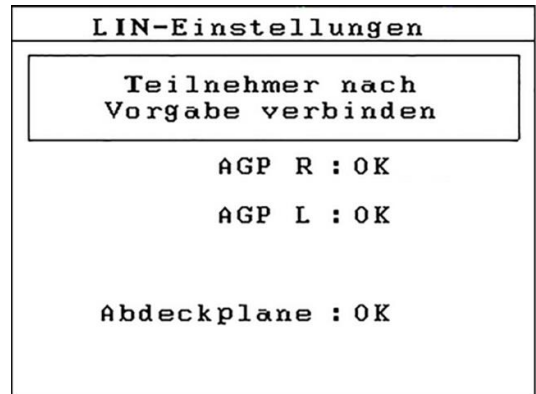 LIN-Einstellungen
Teilnehmer nach
Vorgabe verbinden
AGP R :OK
AGP L :OK
Abdeckplane :OK